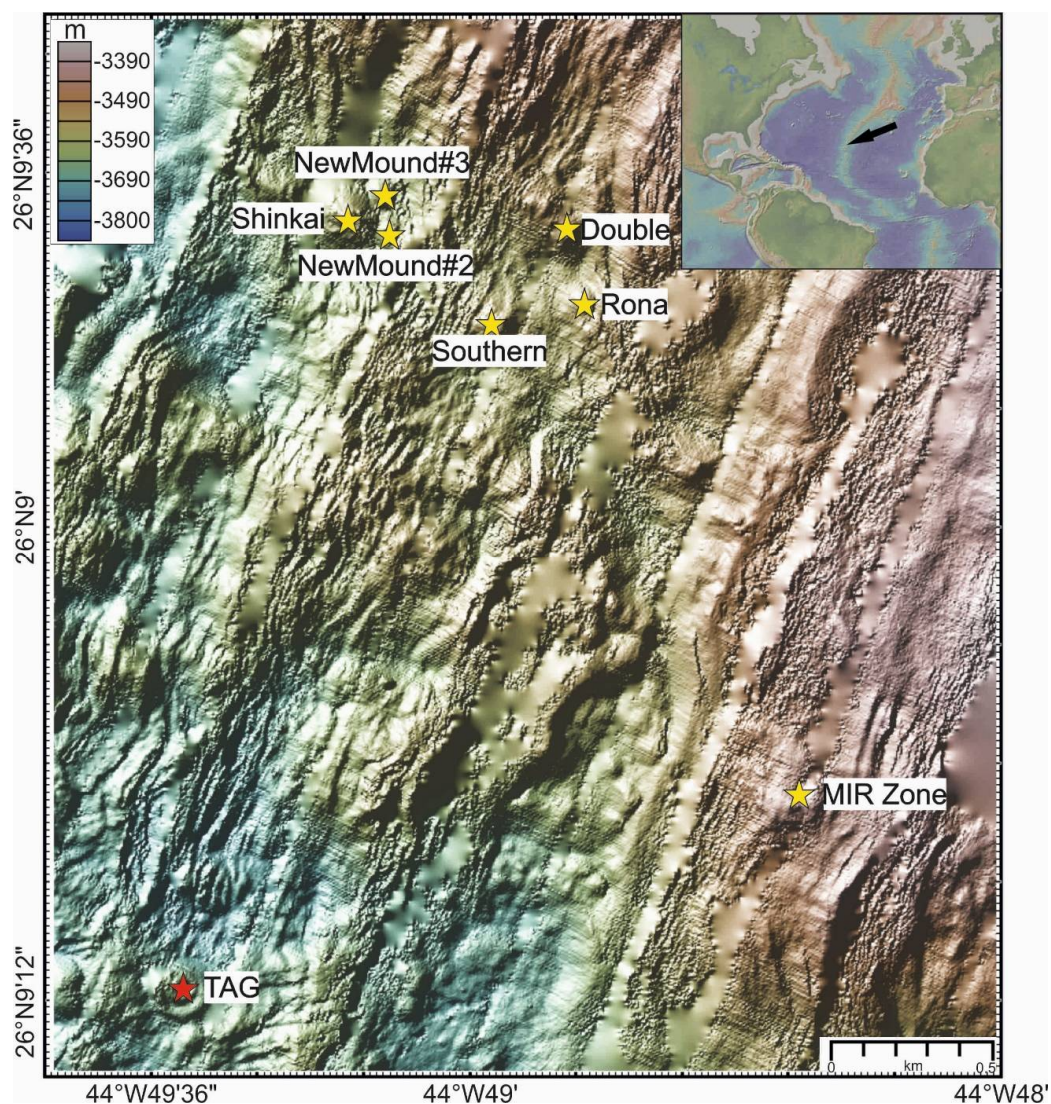 m
-3390
-3490
-3590
-3690
-3800
26°N9'36"
NewMound#3
Shinkai
NewMound#2
Double
Rona
Southern
26°N9'
MIR Zone
26°N9'12"
TAG
0 km 0.5
44°W49'36"
44°W49'
44°W48'